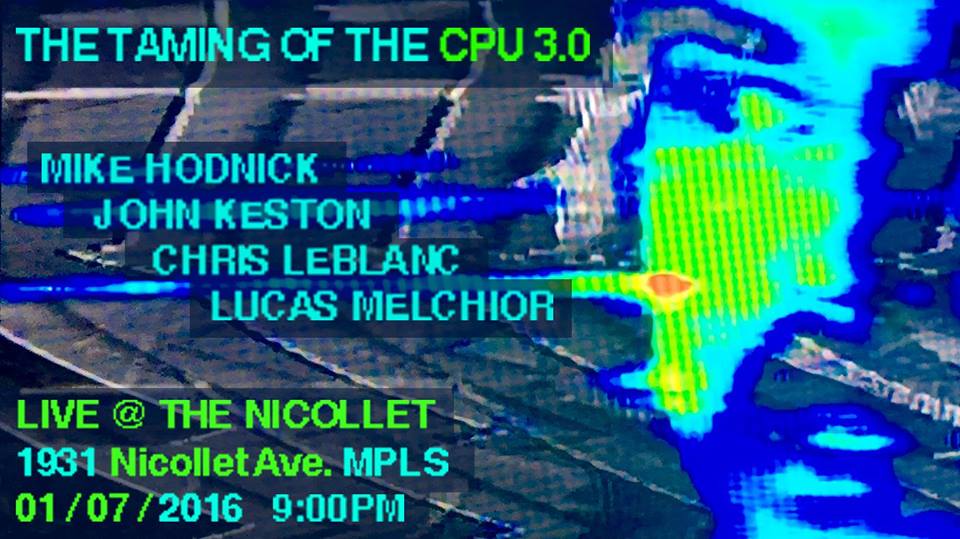 THE TAMING OF THE CPU 3.0
MIKE HODNICK
JOHN KESTON
CHRIS LEBLANC
LUCAS MELCHIOR
LIVE @ THE NICOLLET
1931 Nicollet Ave. MPLS
01/07/2016 9:00PM